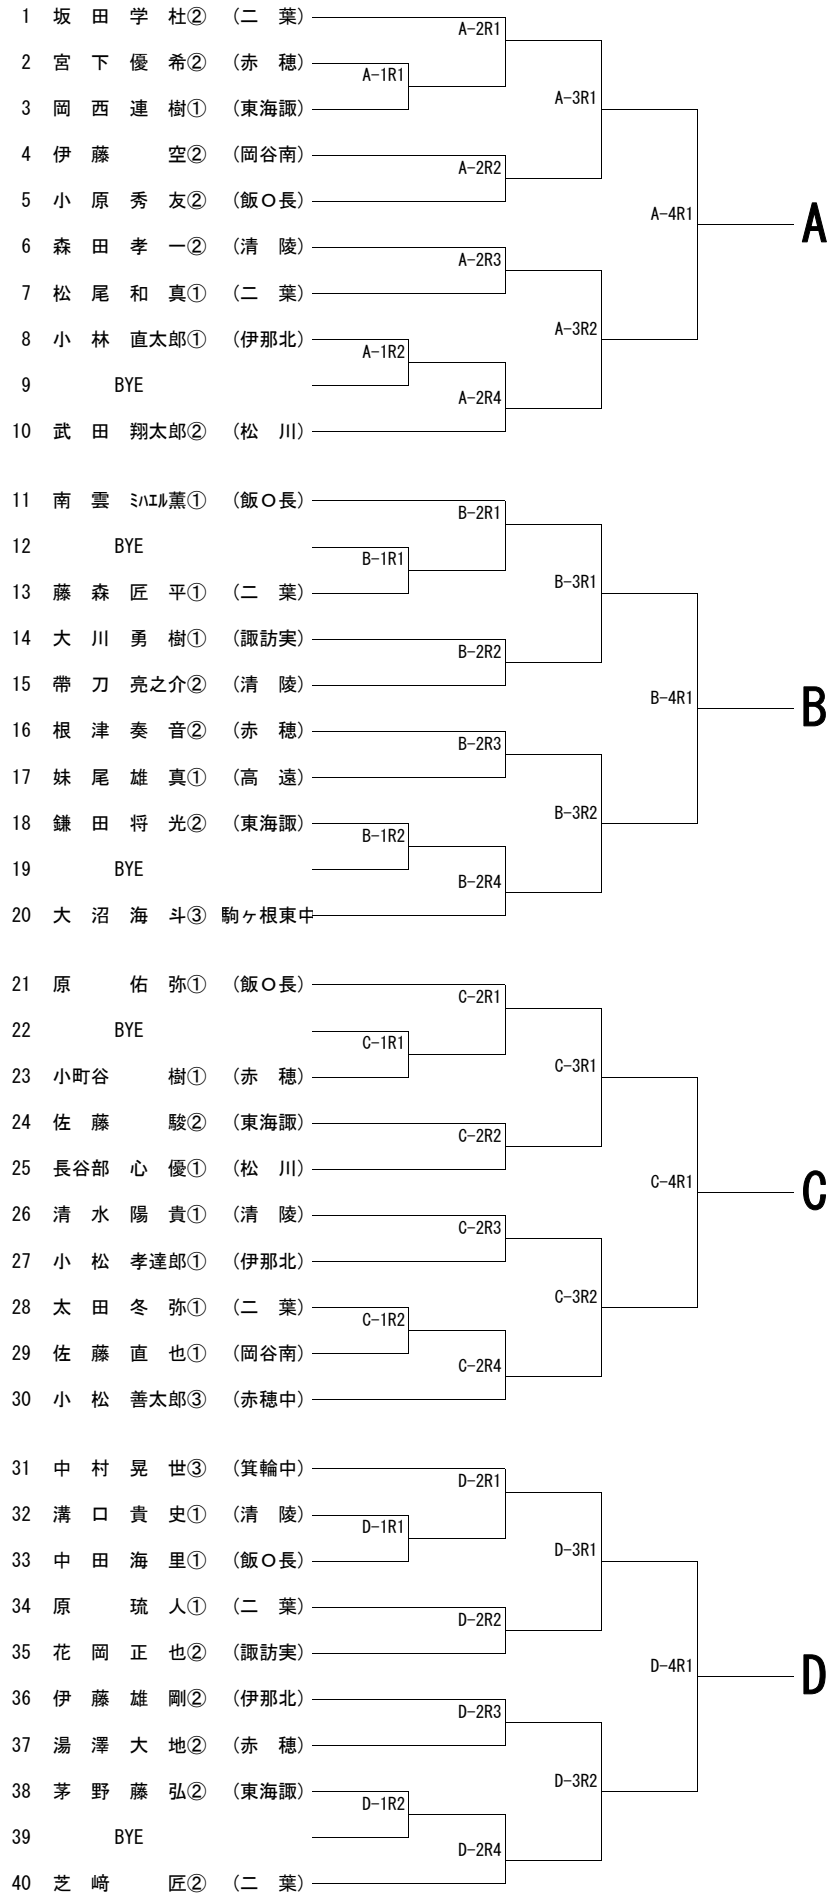 1 坂 田 学 杜② (二 葉)
A-2R1
2 宮 下 優 希② (赤 穂)
A-1R1
A-3R1
3 岡 西 連 樹① (東海諏)
4 伊 藤 空② (岡谷南)
A-2R2
5 小 原 秀 友② (飯O長)
A-4R1
A
6 森 田 孝 一② (清 陵)
A-2R3
7 松 尾 和 真① (二 葉)
A-3R2
8 小 林 直太郎① (伊那北)
A-1R2
9 BYE
A-2R4
10 武 田 翔太郎② (松 川)
11 南 雲 ﾐﾊｴﾙ薫① (飯O長)
B-2R1
12 BYE
B-1R1
B-3R1
13 藤 森 匠 平① (二 葉)
14 大 川 勇 樹① (諏訪実)
B-2R2
15 帶 刀 亮之介② (清 陵)
B-4R1
B
16 根 津 奏 音② (赤 穂)
B-2R3
17 妹 尾 雄 真① (高 遠)
B-3R2
18 鎌 田 将 光② (東海諏)
B-1R2
19 BYE
B-2R4
20 大 沼 海 斗③ 駒ヶ根東中
21 原 佑 弥① (飯O長)
C-2R1
22 BYE
C-1R1
C-3R1
23 小町谷 樹① (赤 穂)
24 佐 藤 駿② (東海諏)
C-2R2
25 長谷部 心 優① (松 川)
C-4R1
C
26 清 水 陽 貴① (清 陵)
C-2R3
27 小 松 孝達郎① (伊那北)
C-3R2
28 太 田 冬 弥① (二 葉)
C-1R2
29 佐 藤 直 也① (岡谷南)
C-2R4
30 小 松 善太郎③ (赤穂中)
31 中 村 晃 世③ (箕輪中)
D-2R1
32 溝 口 貴 史① (清 陵)
D-1R1
D-3R1
33 中 田 海 里① (飯O長)
34 原 琉 人① (二 葉)
D-2R2
35 花 岡 正 也② (諏訪実)
D-4R1
D
36 伊 藤 雄 剛② (伊那北)
D-2R3
37 湯 澤 大 地② (赤 穂)
D-3R2
38 茅 野 藤 弘② (東海諏)
D-1R2
39 BYE
D-2R4
40 芝 﨑 匠② (二 葉)